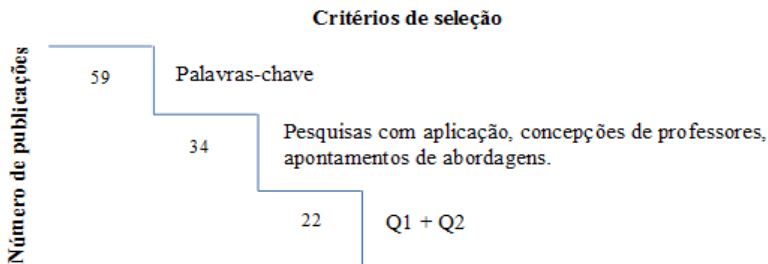 Critérios de seleção
Número de publicações
59
Palavras-chave
34
Pesquisas com aplicação, concepções de professores,
apontamentos de abordagens.
22
Q1 + Q2